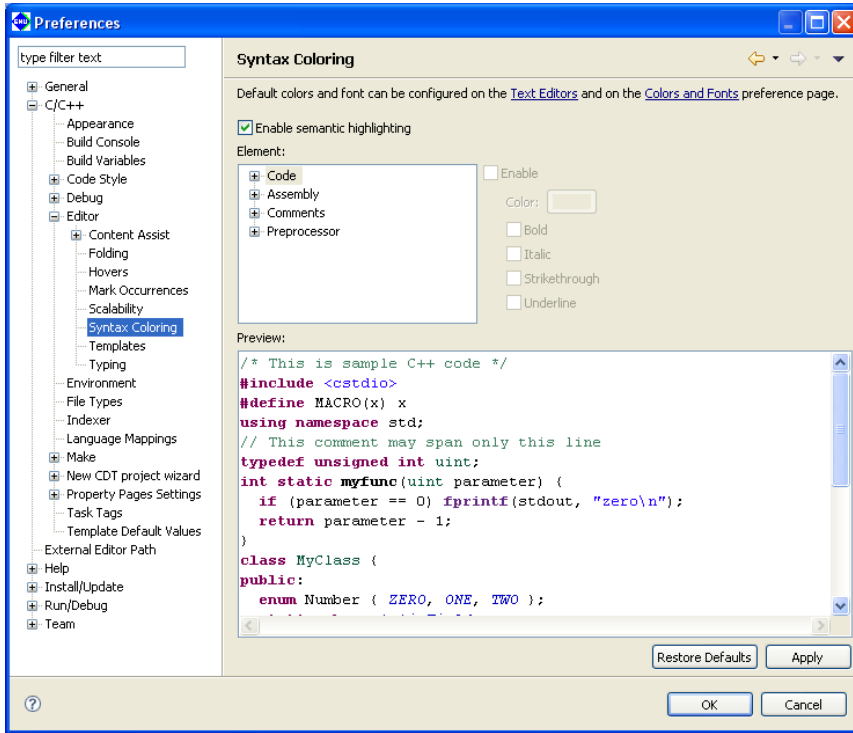 Preferences
type filter text
General
C/C++
Appearance
Build Console
Build Variables
Code Style
Debug
Editor
Content Assist
Folding
Hovers
Mark Occurrences
Scalability
Syntax Coloring
Templates
Typing
Environment
File Types
Indexer
Language Mappings
Make
New CDT project wizard
Property Pages Settings
Task Tags
Template Default Values
External Editor Path
Help
Install/Update
Run/Debug
Team
Syntax Coloring
Default colors and font can be configured on the Text Editors and on the Colors and Fonts preference page.
Enable semantic highlighting
Element:
Code
Assembly
Comments
Preprocessor
Enable
Color:
Bold
Italic
Strikethrough
Underline
Preview:
/* This is sample C++ code */
#include <cstdio>
#define MACRO(x) x
using namespace std;
// This comment may span only this line
typedef unsigned int uint;
int static myfunc(uint parameter) {
if (parameter == 0) fprintf(stdout, "zero\n");
return parameter - 1;
}
class MyClass {
public:
enum Number { ZERO, ONE, TWO };
Restore Defaults
Apply
OK
Cancel